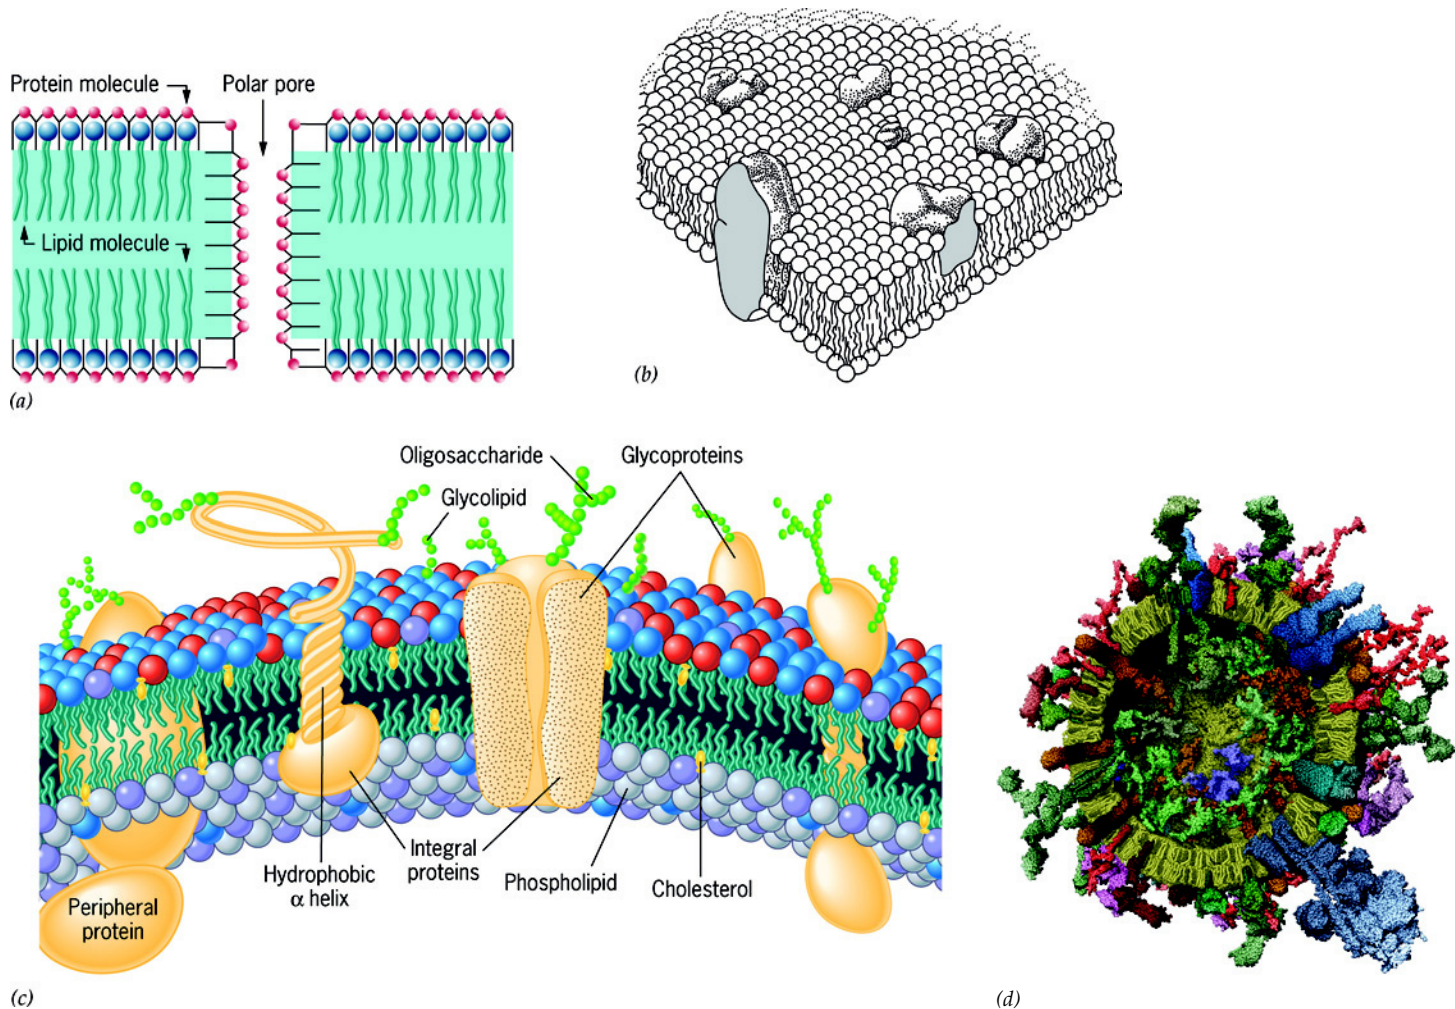 Protein molecule
Polar pore
Lipid molecule
(a)
(b)
Oligosaccharide
Glycoproteins
Glycolipid
Hydrophobic
α helix
Integral
proteins
Phospholipid
Cholesterol
Peripheral
protein
(c)
(d)